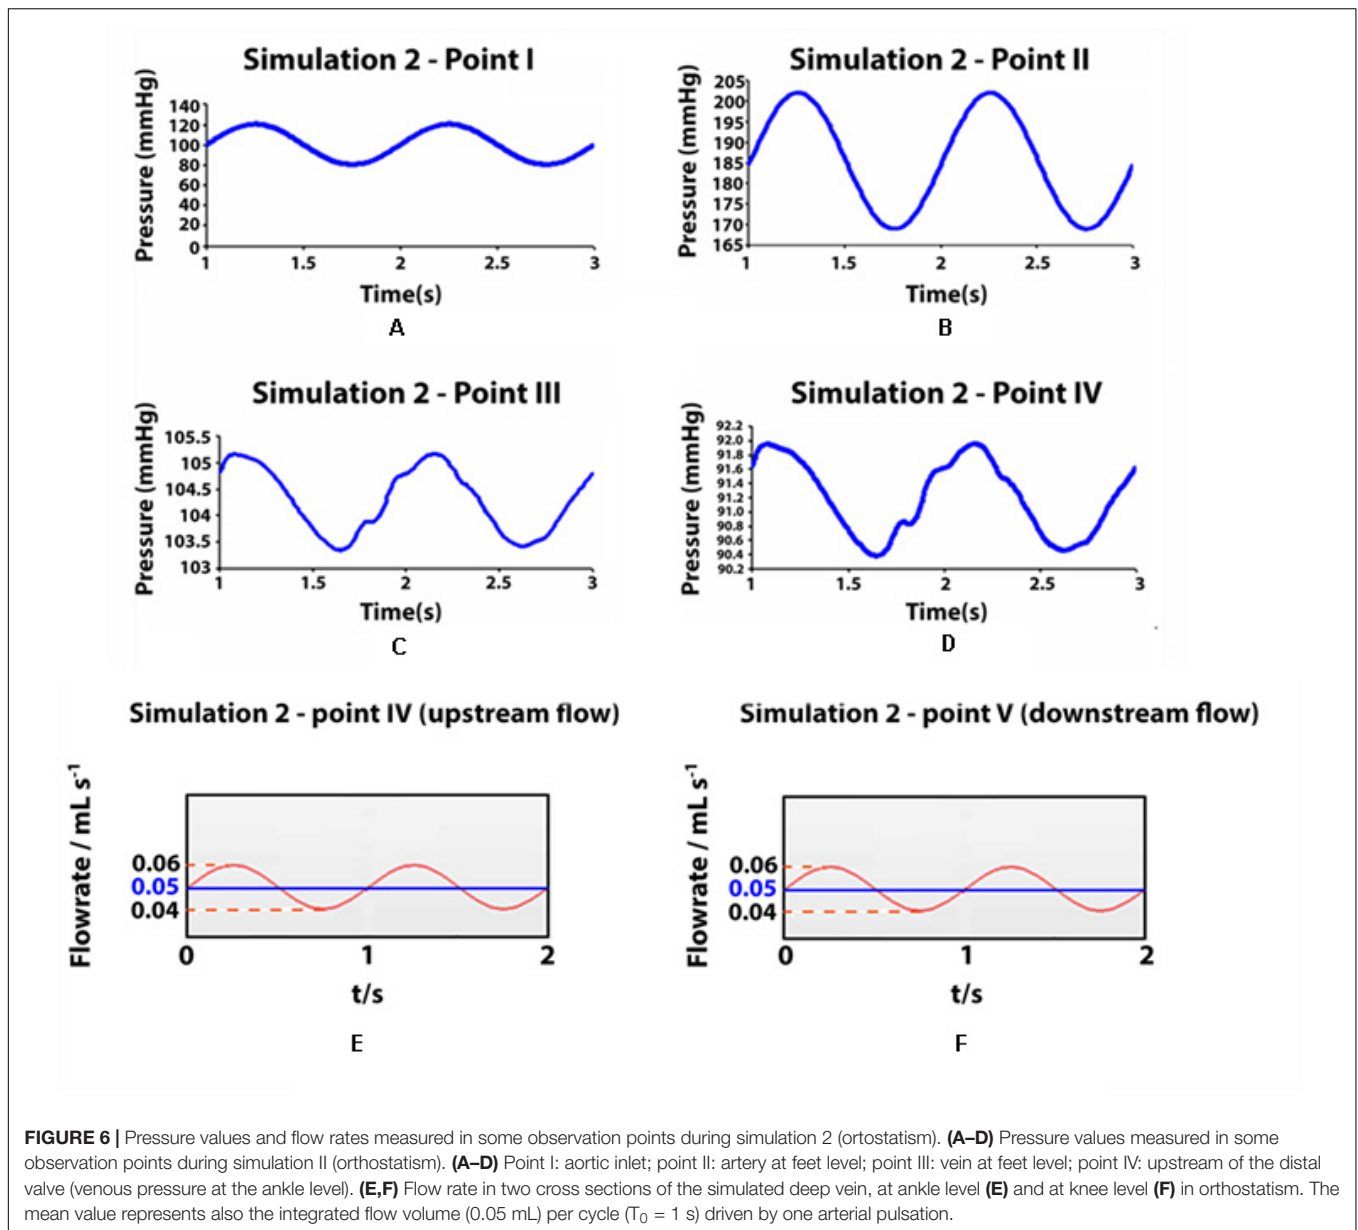 Simulation 2 - Point I
Pressure (mmHg)
140
120
100
80
60
40
20
0
1
1.5
2
2.5
3
Time(s)
A
Simulation 2 - Point II
Pressure (mmHg)
205
200
195
190
185
180
175
170
165
1
1.5
2
2.5
3
Time(s)
B
Simulation 2 - Point III
Pressure (mmHg)
105.5
105
104.5
104
103.5
103
1
1.5
2
2.5
3
Time(s)
C
Simulation 2 - Point IV
Pressure (mmHg)
92.2
92.0
91.8
91.6
91.4
91.2
91.0
90.8
90.6
90.4
90.2
1
1.5
2
2.5
3
Time(s)
D
Simulation 2 - point IV (upstream flow)
Flowrate / mL s⁻¹
0.06
0.05
0.04
0
1
2
t/s
E
Simulation 2 - point V (downstream flow)
Flowrate / mL s⁻¹
0.06
0.05
0.04
0
1
2
t/s
F
FIGURE 6 | Pressure values and flow rates measured in some observation points during simulation 2 (ortostatism). (A–D) Pressure values measured in some
observation points during simulation II (orthostatism). (A–D) Point I: aortic inlet; point II: artery at feet level; point III: vein at feet level; point IV: upstream of the distal
valve (venous pressure at the ankle level). (E,F) Flow rate in two cross sections of the simulated deep vein, at ankle level (E) and at knee level (F) in orthostatism. The
mean value represents also the integrated flow volume (0.05 mL) per cycle (T₀ = 1 s) driven by one arterial pulsation.